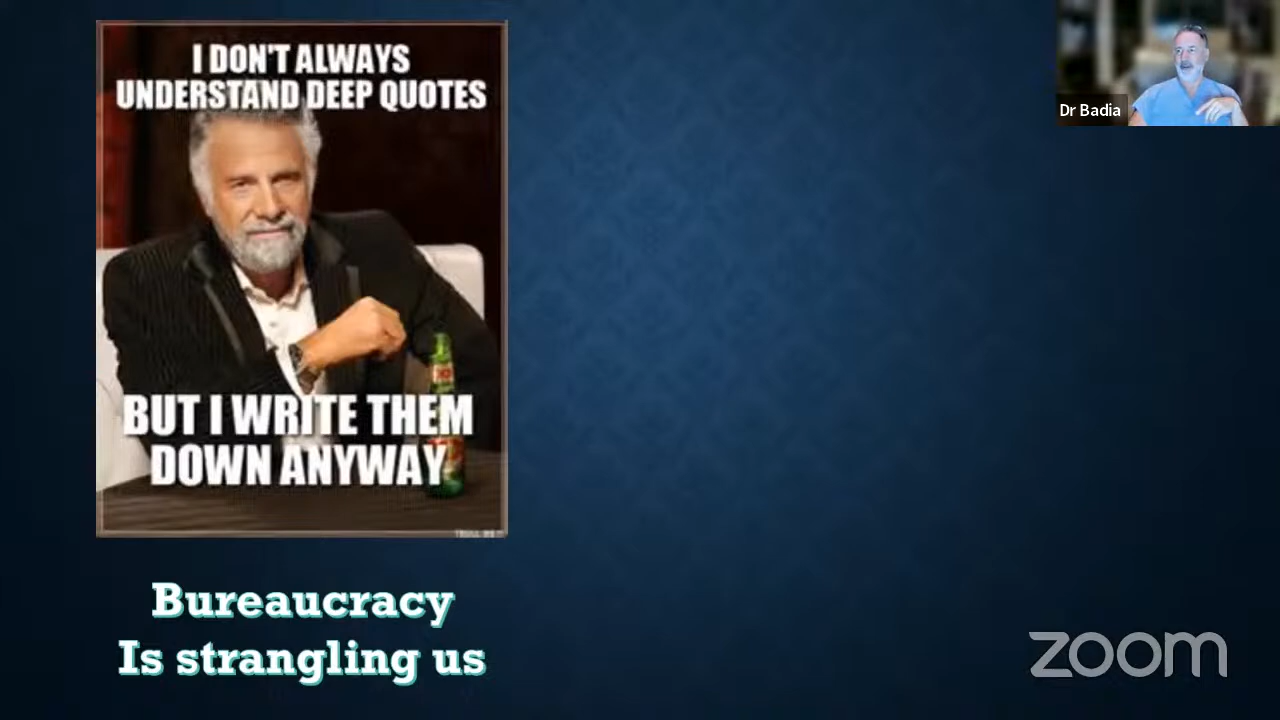 I DON'T ALWAYS
UNDERSTAND DEEP QUOTES
BUT I WRITE THEM
DOWN ANYWAY
Bureaucracy
Is strangling us
Dr Badia
zoom